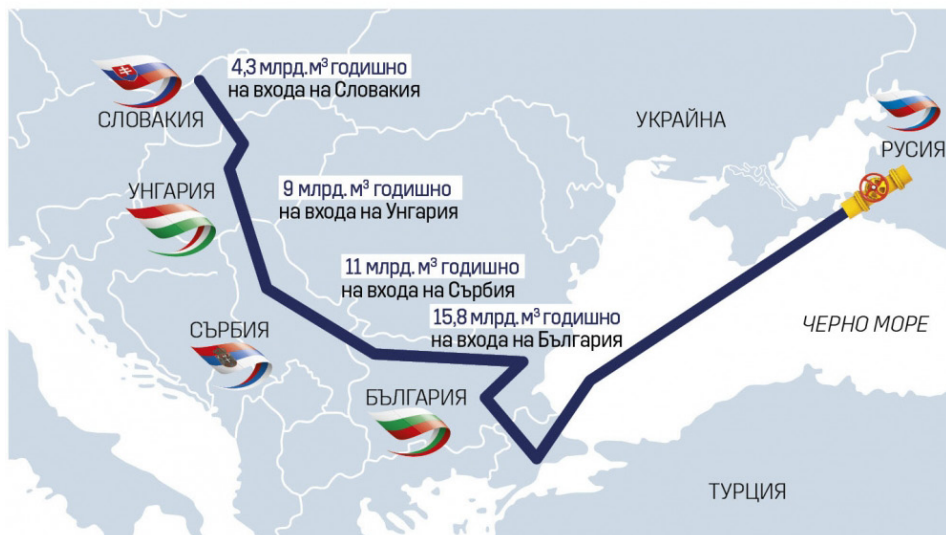 4,3 млрд. м³ годишно
на входа на Словакия
СЛОВАКИЯ
УКРАЙНА
РУСИЯ
УНГАРИЯ
9 млрд. м³ годишно
на входа на Унгария
11 млрд. м³ годишно
на входа на Сърбия
15,8 млрд. м³ годишно
на входа на България
СЪРБИЯ
ЧЕРНО МОРЕ
БЪЛГАРИЯ
ТУРЦИЯ